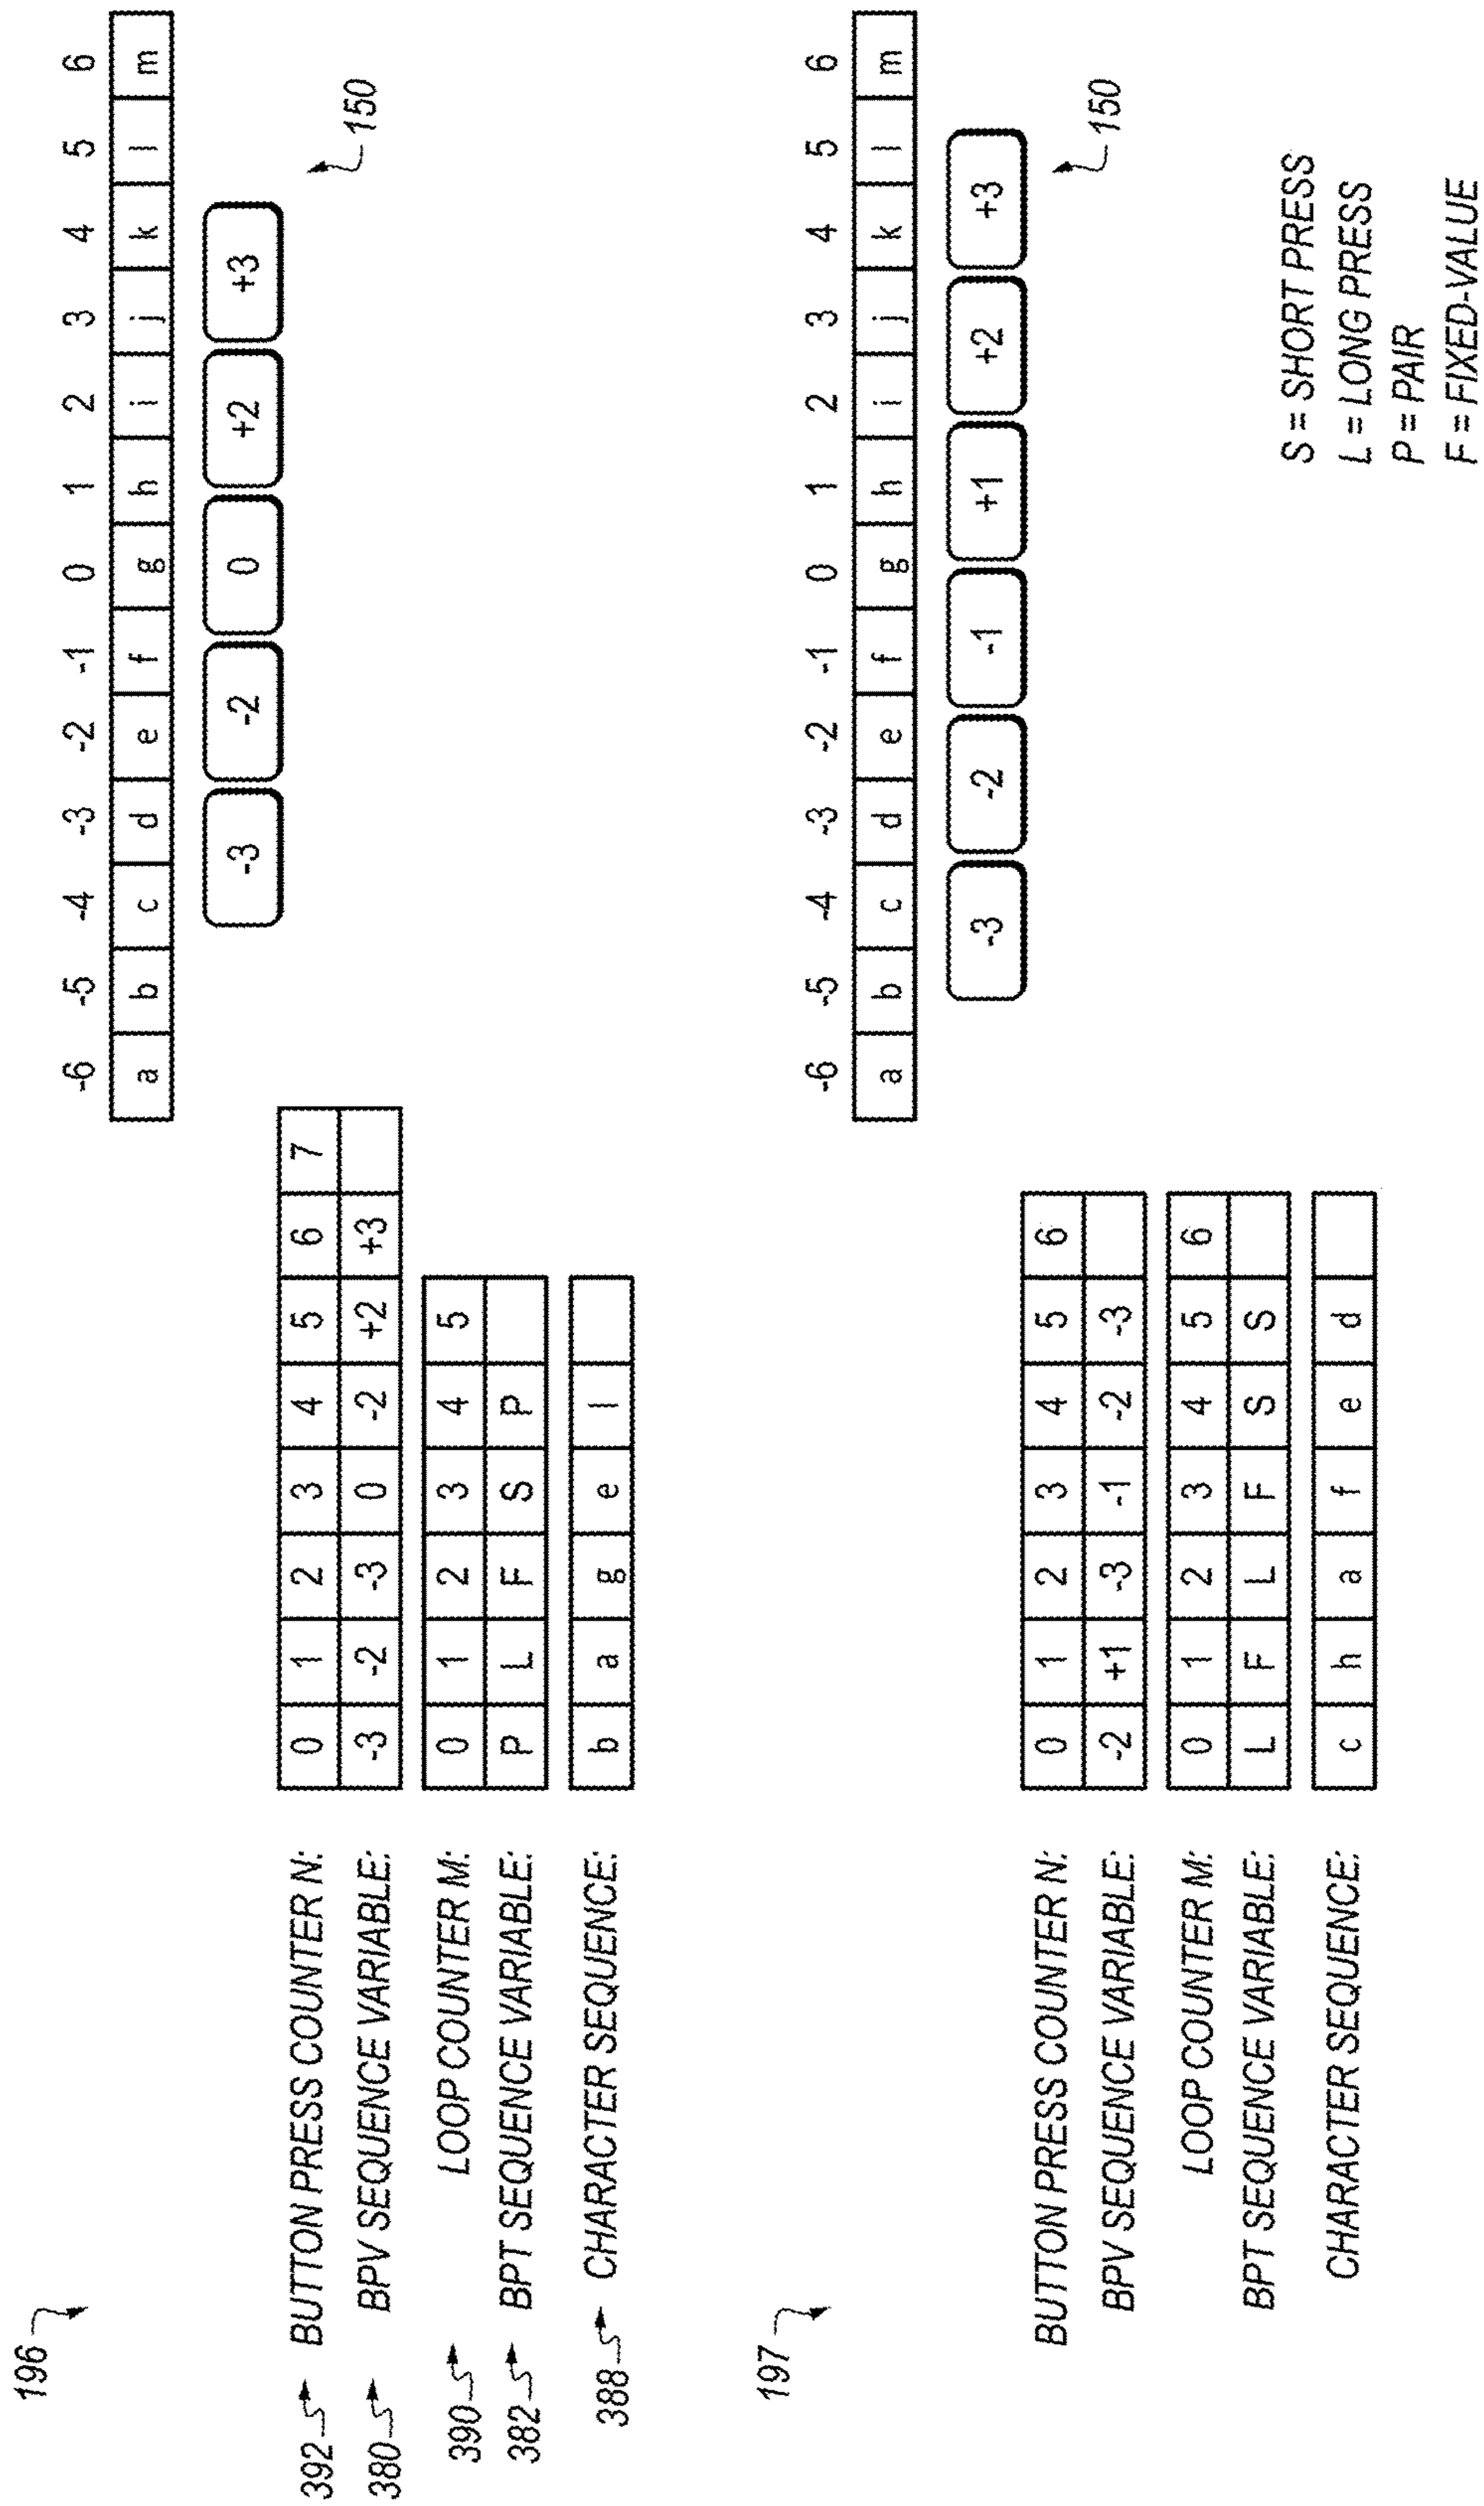 196
-6 -5 -4 -3 -2 -1 0 1 2 3 4 5 6
a b c d e f g h i j k l m
-3 -2 0 +2 +3
150
392 BUTTON PRESS COUNTER N: 0 1 2 3 4 5 6 7
380 BPV SEQUENCE VARIABLE: -3 -2 -3 0 -2 +2 +3
390 LOOP COUNTER M: 0 1 2 3 4 5
382 BPT SEQUENCE VARIABLE: P L F S P
388 CHARACTER SEQUENCE: b a g e l
197
-6 -5 -4 -3 -2 -1 0 1 2 3 4 5 6
a b c d e f g h i j k l m
-3 -2 -1 +1 +2 +3
150
BUTTON PRESS COUNTER N: 0 1 2 3 4 5 6
BPV SEQUENCE VARIABLE: -2 +1 -3 -1 -2 -3
LOOP COUNTER M: 0 1 2 3 4 5 6
BPT SEQUENCE VARIABLE: L F L F S S
CHARACTER SEQUENCE: c h a f e d
S = SHORT PRESS
L = LONG PRESS
P = PAIR
F = FIXED-VALUE